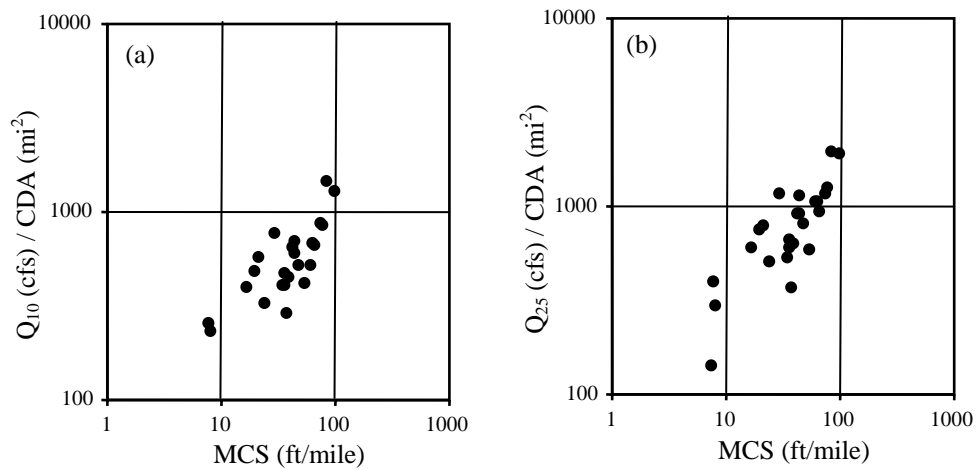 (a)
10000
1000
100
1 10 100 1000
Q10 (cfs) / CDA (mi2)
MCS (ft/mile)
(b)
10000
1000
100
1 10 100 1000
Q25 (cfs) / CDA (mi2)
MCS (ft/mile)